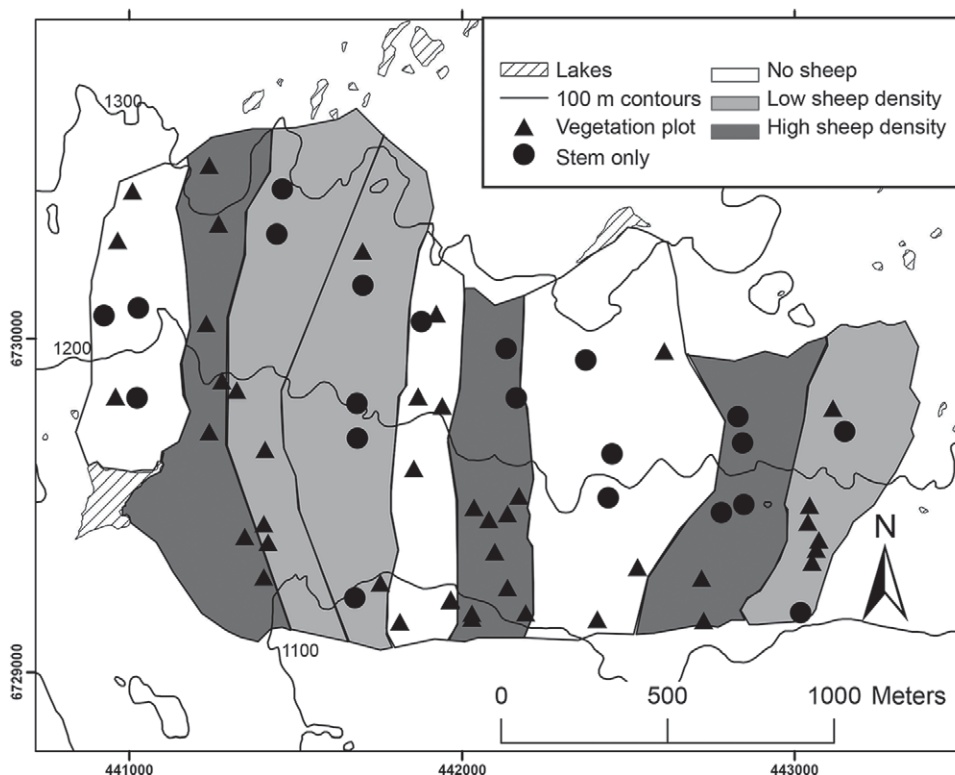 Lakes
No sheep
100 m contours
Low sheep density
Vegetation plot
High sheep density
Stem only
1300
1200
1100
6730000
6729000
N
0 500 1000 Meters
441000 442000 443000